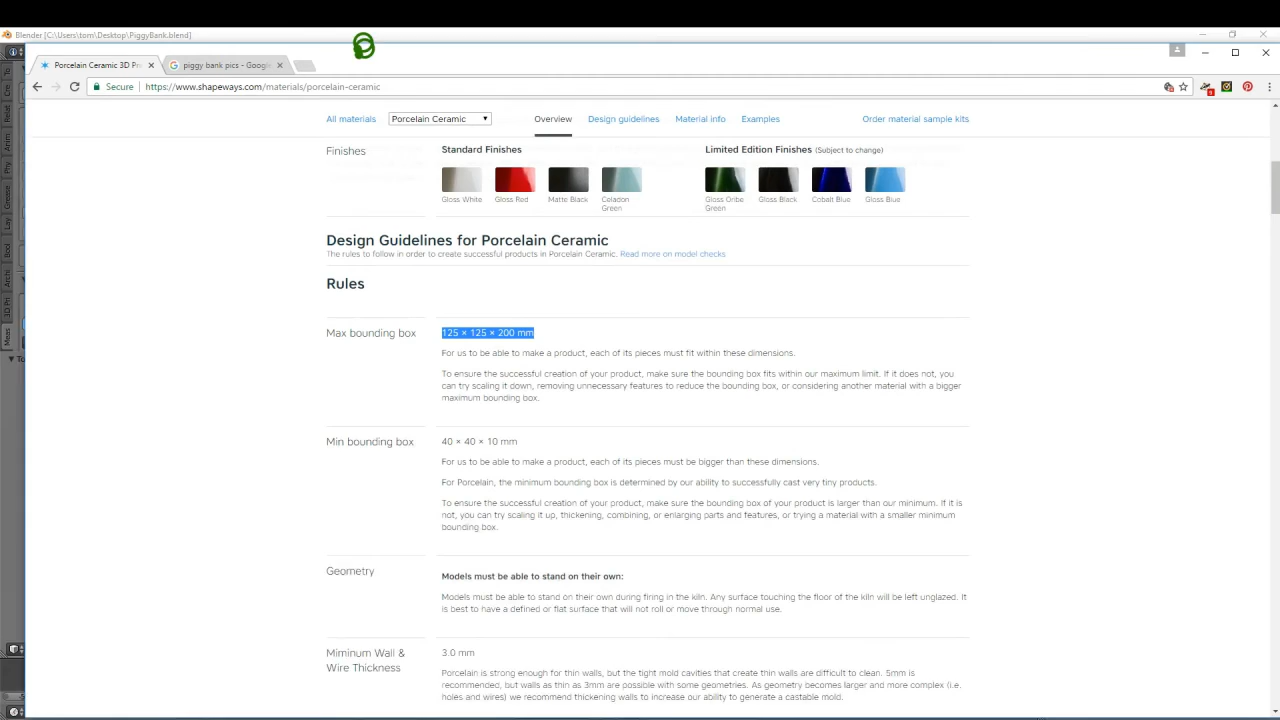 Blender [C:\Users\tom\Desktop\PiggyBank.blend]
Porcelain Ceramic 3D Pr
piggy bank pics - Google
Secure
https://www.shapeways.com/materials/porcelain-ceramic
All materials
Porcelain Ceramic
Overview
Design guidelines
Material info
Examples
Order material sample kits
Finishes
Standard Finishes
Limited Edition Finishes (Subject to change)
Gloss White
Gloss Red
Matte Black
Celadon
Green
Gloss Oribe
Green
Gloss Black
Cobalt Blue
Gloss Blue
Design Guidelines for Porcelain Ceramic
The rules to follow in order to create successful products in Porcelain Ceramic. Read more on model checks
Rules
Max bounding box
125 × 125 × 200 mm
For us to be able to make a product, each of its pieces must fit within these dimensions.
To ensure the successful creation of your product, make sure the bounding box fits within our maximum limit. If it does not, you
can try scaling it down, removing unnecessary features to reduce the bounding box, or considering another material with a bigger
maximum bounding box.
Min bounding box
40 × 40 × 10 mm
For us to be able to make a product, each of its pieces must be bigger than these dimensions.
For Porcelain, the minimum bounding box is determined by our ability to successfully cast very tiny products.
To ensure the successful creation of your product, make sure the bounding box of your product is larger than our minimum. If it is
not, you can try scaling it up, thickening, combining, or enlarging parts and features, or trying a material with a smaller minimum
bounding box.
Geometry
Models must be able to stand on their own:
Models must be able to stand on their own during firing in the kiln. Any surface touching the floor of the kiln will be left unglazed. It
is best to have a defined or flat surface that will not roll or move through normal use.
Miminum Wall &
Wire Thickness
3.0 mm
Porcelain is strong enough for thin walls, but the tight mold cavities that create thin walls are difficult to clean. 5mm is
recommended, but walls as thin as 3mm are possible with some geometries. As geometry becomes larger and more complex (i.e.
holes and wires) we recommend thickening walls to increase our ability to generate a castable mold.